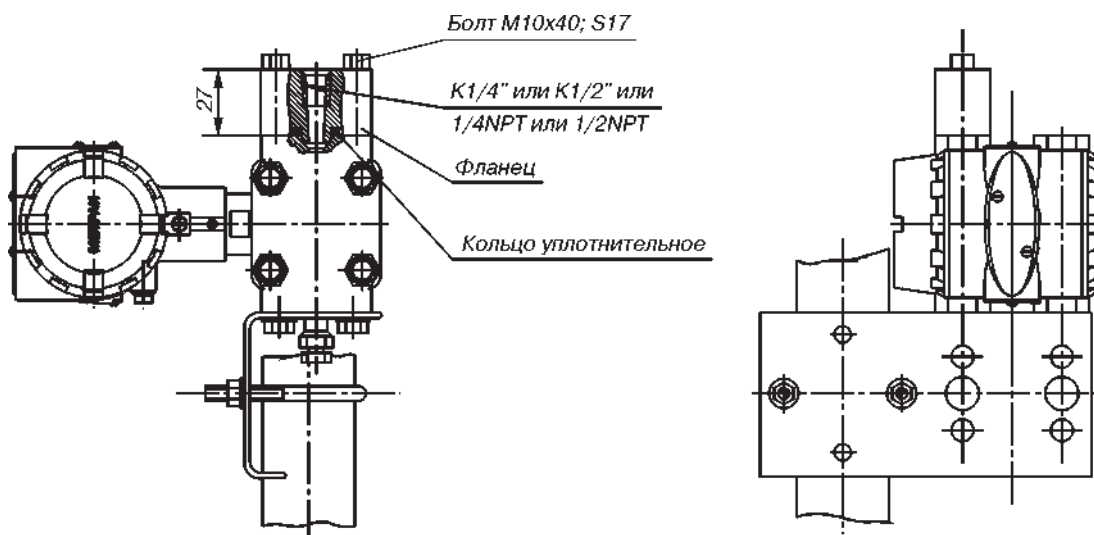 Болт М10х40; S17
27
К1/4” или К1/2” или
1/4NPT или 1/2NPT
Фланец
Кольцо уплотнительное